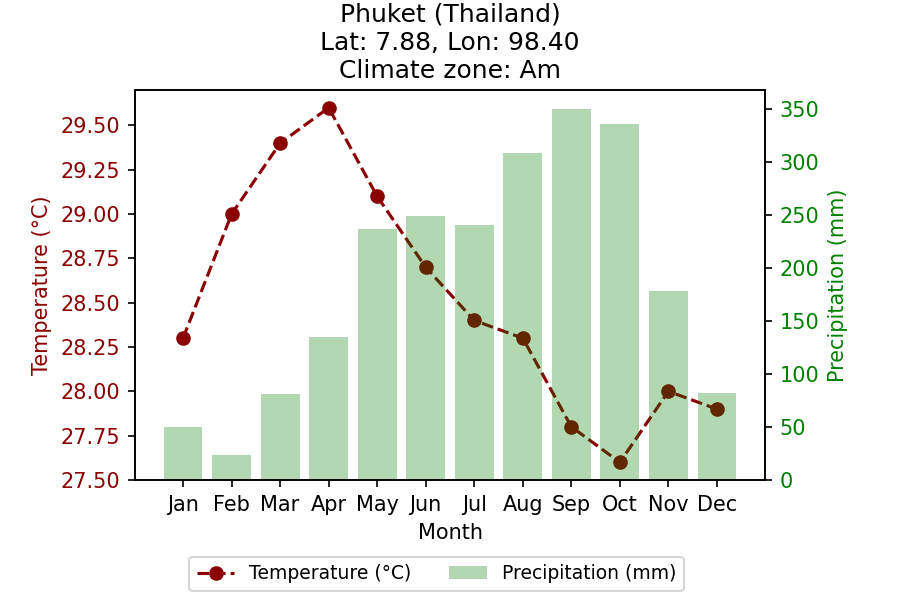 Phuket (Thailand)
Lat: 7.88, Lon: 98.40
Climate zone: Am
29.50
29.25
29.00
28.75
28.50
28.25
28.00
27.75
27.50
Temperature (°C)
350
300
250
200
150
100
50
0
Precipitation (mm)
Jan Feb Mar Apr May Jun Jul Aug Sep Oct Nov Dec
Month
Temperature (°C) Precipitation (mm)